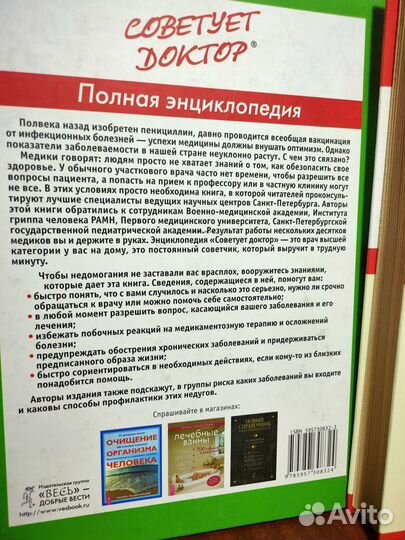 СОВЕТУЕТ
ДОКТОР®
Полная энциклопедия
Полвека назад изобретен пенициллин, давно проводится всеобщая вакцинация
от инфекционных болезней — успехи медицины должны внушать оптимизм. Однако
показатели заболеваемости в нашей стране неуклонно растут. С чем это связано?
Медики говорят: людям просто не хватает знаний о том, как обезопасить свое
здоровье. У обычного участкового врача часто нет времени, чтобы разрешить все
вопросы пациента, а попасть на прием к профессору или в частную клинику могут
не все. В этих условиях просто необходима книга, в которой читателей проконсуль-
тируют лучшие специалисты ведущих научных центров Санкт-Петербурга. Авторы
этой книги обратились к сотрудникам Военно-медицинской академии, Института
гриппа человека РАМН, Первого медицинского университета, Санкт-Петербургской
государственной педиатрической академии. Результат работы нескольких десятков
медиков вы и держите в руках. Энциклопедия «Советует доктор» — это врач высшей
категории у вас на дому, это постоянный советчик, который выручит в трудную
минуту.
Чтобы недомогания не заставали вас врасплох, вооружитесь знаниями,
которые дает эта книга. Сведения, содержащиеся в ней, помогут вам:
• быстро понять, что с вами случилось и насколько это серьезно, нужно ли срочно
обращаться к врачу или можно помочь себе самостоятельно;
• в любой момент разрешить вопрос, касающийся вашего заболевания и его
лечения;
• избежать побочных реакций на медикаментозную терапию и осложнений
болезни;
• предупреждать обострения хронических заболеваний и придерживаться
предписанного образа жизни;
• быстро сориентироваться в необходимых действиях, если кому-то из близких
понадобится помощь.
Авторы издания также подскажут, в группы риска каких заболеваний вы входите
и каковы способы профилактики этих недугов.
Спрашивайте в магазинах:
ОЧИЩЕНИЕ
ОРГАНИЗМА
ЧЕЛОВЕКА
лечебные
ванны
НОВЫЙ
СПРАВОЧНИК
Издательская группа
«ВЕСЬ» —
ДОБРЫЕ ВЕСТИ
www.vesbook.ru
9 785957 308324
Avito